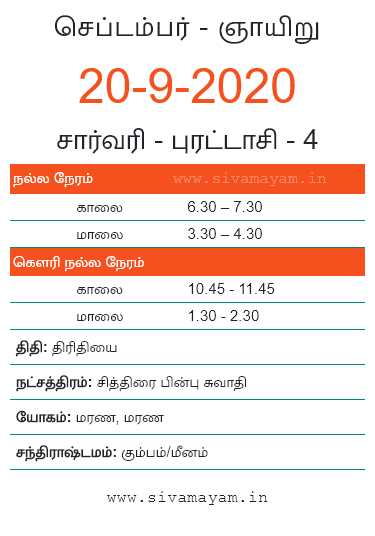 செப்டம்பர் - ஞாயிறு
20-9-2020
சார்வரி - புரட்டாசி - 4
நல்ல நேரம் www.sivamayam.in
காலை 6.30 – 7.30
மாலை 3.30 – 4.30
கௌரி நல்ல நேரம்
காலை 10.45 - 11.45
மாலை 1.30 - 2.30
திதி: திரிதியை
நட்சத்திரம்: சித்திரை பின்பு சுவாதி
யோகம்: மரண, மரண
சந்திராஷ்டமம்: கும்பம்/மீனம்
www.sivamayam.in